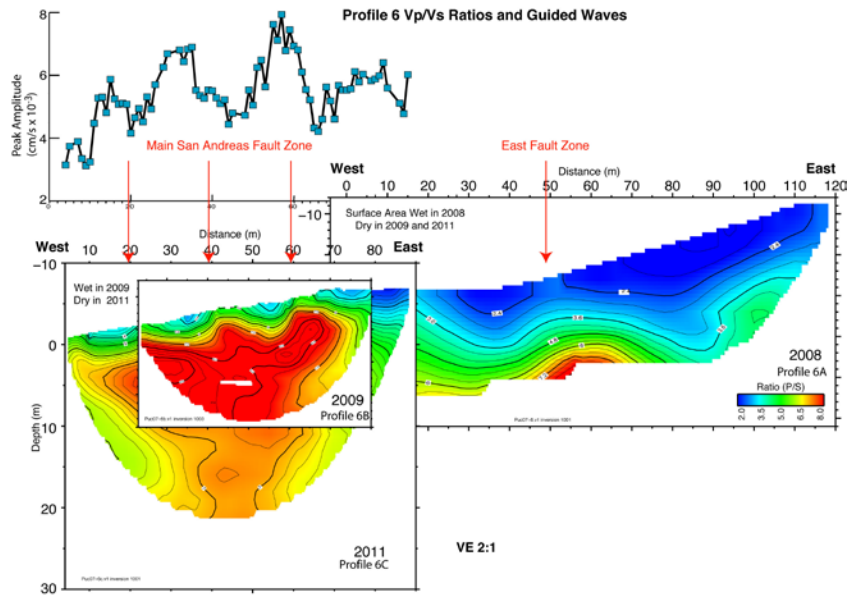 Profile 6 Vp/Vs Ratios and Guided Waves
8
6
4
2
Peak Amplitude
(cm/s x 10⁻³)
Main San Andreas Fault Zone
East Fault Zone
0 20 40 60
Distance (m)
West
Distance (m)
East
0 10 20 30 40 50 60 70 80 90 100 110 120
−10
0
10
Surface Area Wet in 2008
Dry in 2009 and
2011
West
East
10 20 30 40 50 60 70 80
−10
0
10
20
30
Depth (m)
Wet in 2009
Dry in 2011
2009
Profile 6B
2011
Profile 6C
2008
Profile 6A
Ratio (P/S)
2.0 3.5 5.0 6.5 8.0
VE 2:1